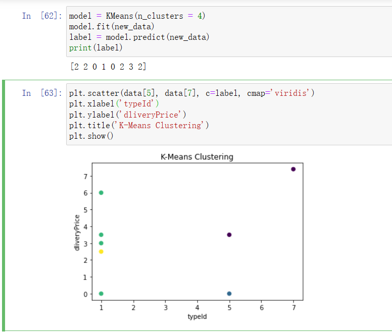 In [62]: model = KMeans(n_clusters = 4)
model.fit(new_data)
label = model.predict(new_data)
print(label)
[2 2 0 1 0 2 3 2]
In [63]: plt.scatter(data[5], data[7], c=label, cmap='viridis')
plt.xlabel('typeId')
plt.ylabel('dliveryPrice')
plt.title('K-Means Clustering')
plt.show()
K-Means Clustering
7
6
5
4
3
2
1
0
dliveryPrice
1 2 3 4 5 6 7
typeId